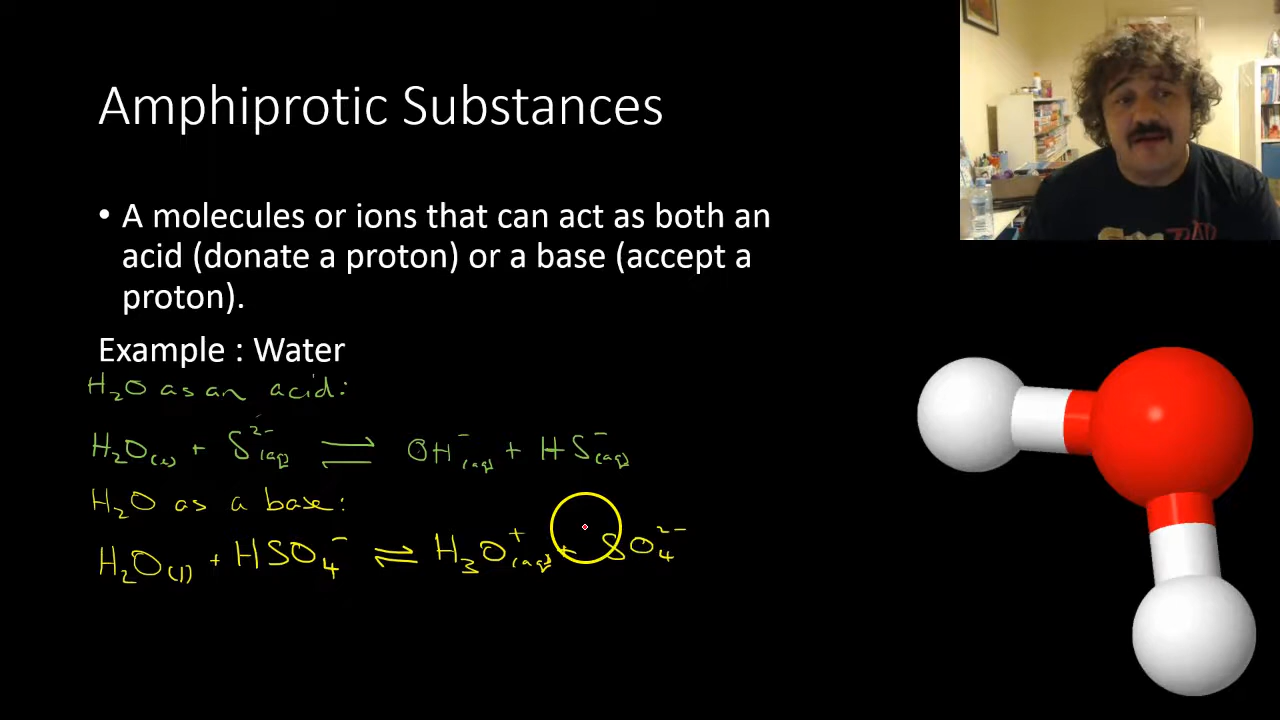 Amphiprotic Substances
• A molecules or ions that can act as both an
acid (donate a proton) or a base (accept a
proton).
Example : Water
H₂O as an acid:
H₂O(l) + S²⁻(aq) ⇌ OH⁻(aq) + HS⁻(aq)
H₂O as a base:
H₂O(l) + HSO₄⁻ ⇌ H₃O⁺(aq) + SO₄²⁻